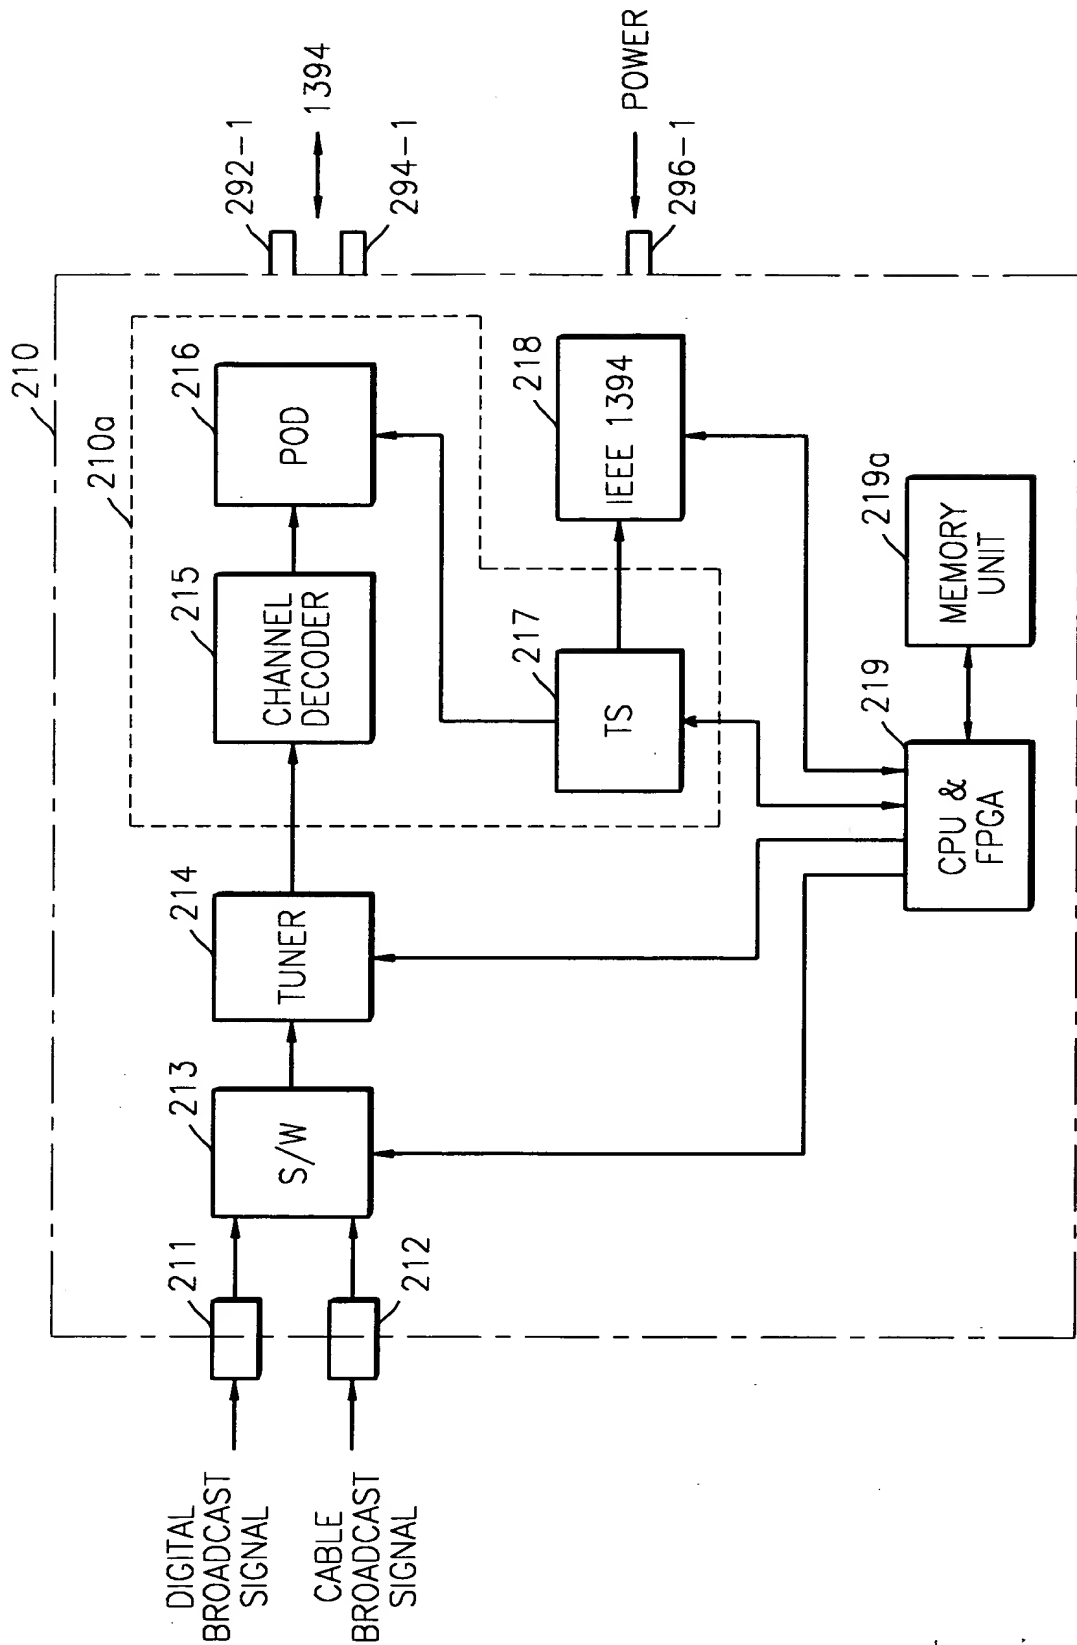 210
210a
DIGITAL
BROADCAST
SIGNAL
211
CABLE
BROADCAST
SIGNAL
212
213
S/W
214
TUNER
215
CHANNEL
DECODER
216
POD
217
TS
218
IEEE 1394
219
CPU &
FPGA
219a
MEMORY
UNIT
292-1
1394
294-1
POWER
296-1